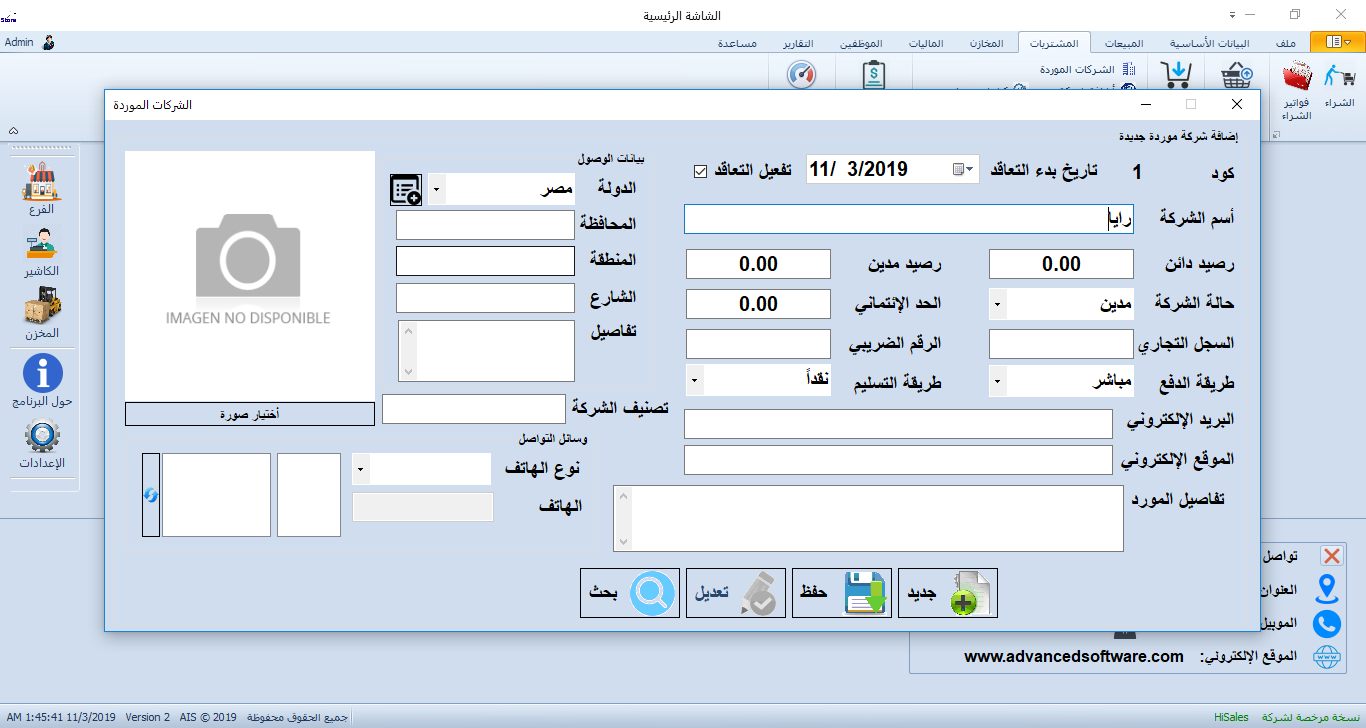 الشاشة الرئيسية
Store
ملف البيانات الأساسية المبيعات المشتريات المخازن الماليات الموظفين التقارير مساعدة
Admin
الشراء
فواتير الشراء
الشركات الموردة
الشركات الموردة
إضافة شركة موردة جديدة
كود 1 تاريخ بدء التعاقد 11/ 3/2019 تفعيل التعاقد
أسم الشركة رايا
رصيد دائن 0.00 رصيد مدين 0.00
حالة الشركة مدين الحد الإئتماني 0.00
السجل التجاري الرقم الضريبي
طريقة الدفع مباشر طريقة التسليم نقداً
البريد الإلكتروني
الموقع الإلكتروني
تفاصيل المورد
بيانات الوصول
الدولة مصر
المحافظة
المنطقة
الشارع
تفاصيل
تصنيف الشركة
وسائل التواصل
نوع الهاتف
الهاتف
IMAGEN NO DISPONIBLE
أختيار صورة
جديد حفظ تعديل بحث
الفرع
الكاشير
المخزن
حول البرنامج
الإعدادات
تواصل
العنوان
الموبيل
الموقع الإلكتروني: www.advancedsoftware.com
نسخة مرخصة لشركة HiSales
جميع الحقوق محفوظة AIS © 2019 Version 2 AM 1:45:41 11/3/2019